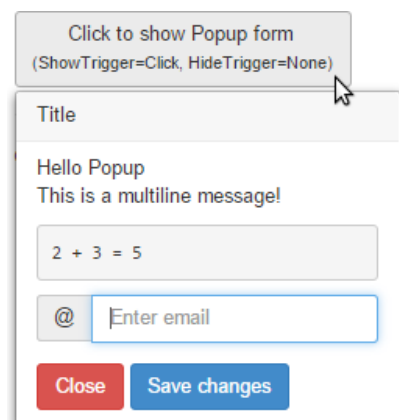 Click to show Popup form
(ShowTrigger=Click, HideTrigger=None)
Title
Hello Popup
This is a multiline message!
2 + 3 = 5
@ Enter email
Close Save changes